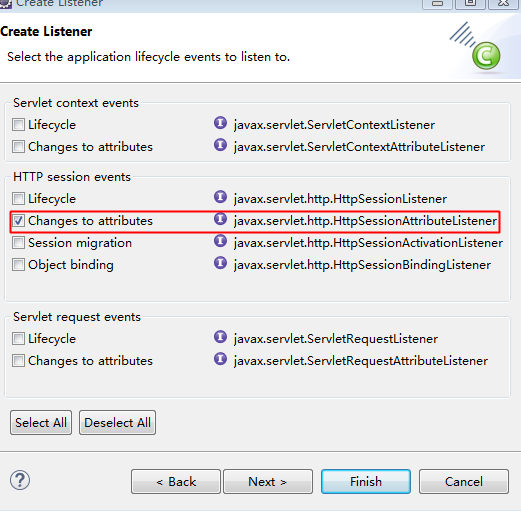 Create Listener
Create Listener
Select the application lifecycle events to listen to.
C
Servlet context events
Lifecycle I javax.servlet.ServletContextListener
Changes to attributes I javax.servlet.ServletContextAttributeListener
HTTP session events
Lifecycle I javax.servlet.http.HttpSessionListener
Changes to attributes I javax.servlet.http.HttpSessionAttributeListener
Session migration I javax.servlet.http.HttpSessionActivationListener
Object binding I javax.servlet.http.HttpSessionBindingListener
Servlet request events
Lifecycle I javax.servlet.ServletRequestListener
Changes to attributes I javax.servlet.ServletRequestAttributeListener
Select All Deselect All
? < Back Next > Finish Cancel